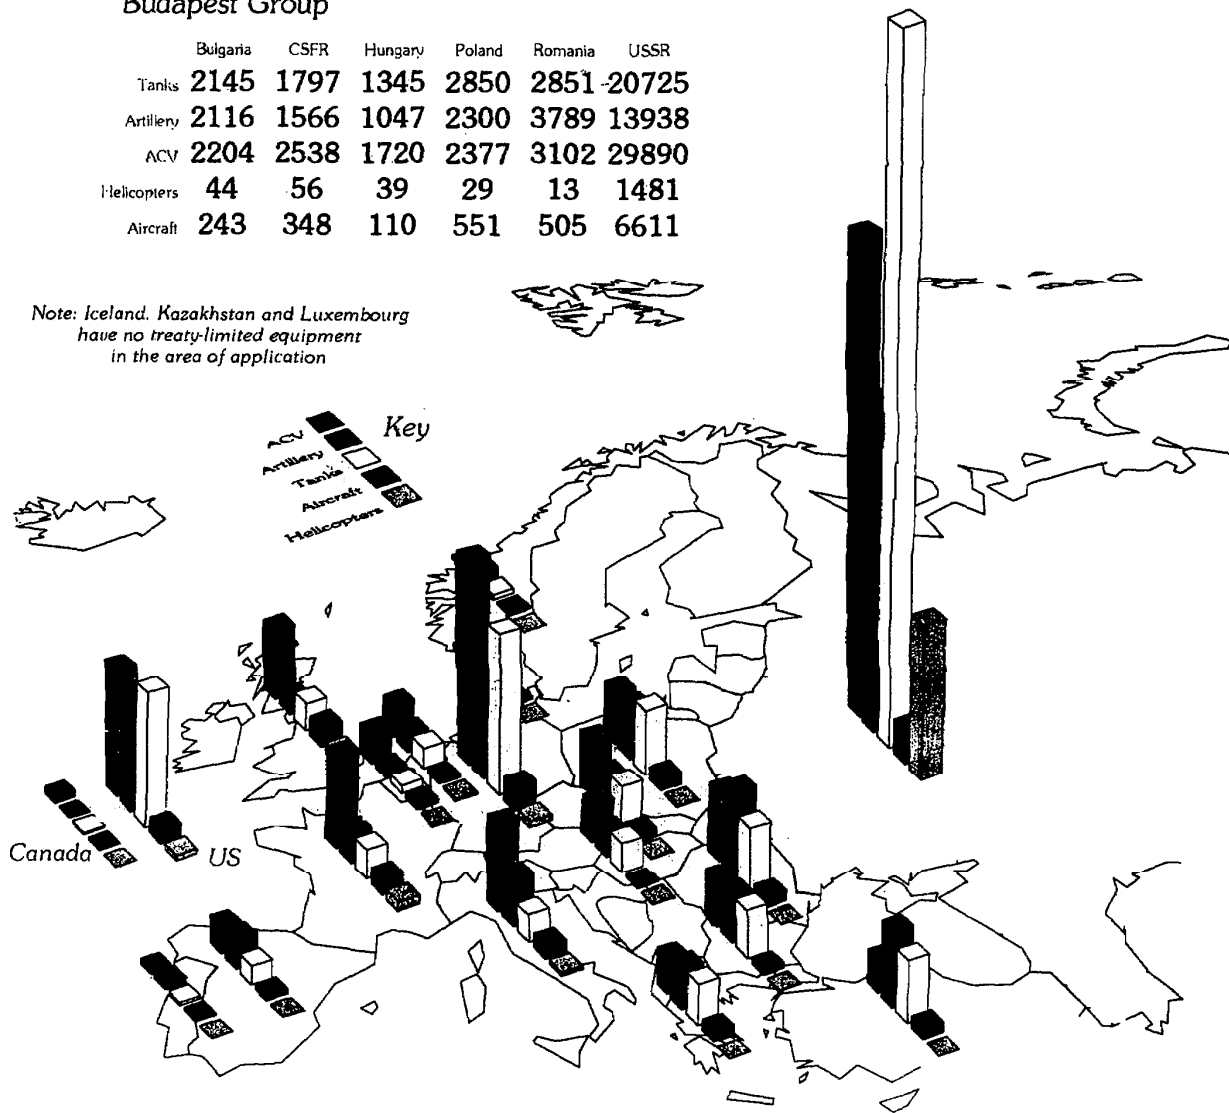 Budapest Group
Bulgaria CSFR Hungary Poland Romania USSR
Tanks 2145 1797 1345 2850 2851 20725
Artillery 2116 1566 1047 2300 3789 13938
ACV 2204 2538 1720 2377 3102 29890
Helicopters 44 56 39 29 13 1481
Aircraft 243 348 110 551 505 6611
Note: Iceland, Kazakhstan and Luxembourg
have no treaty-limited equipment
in the area of application
Key
ACV
Artillery
Tanks
Aircraft
Helicopters
Canada
US